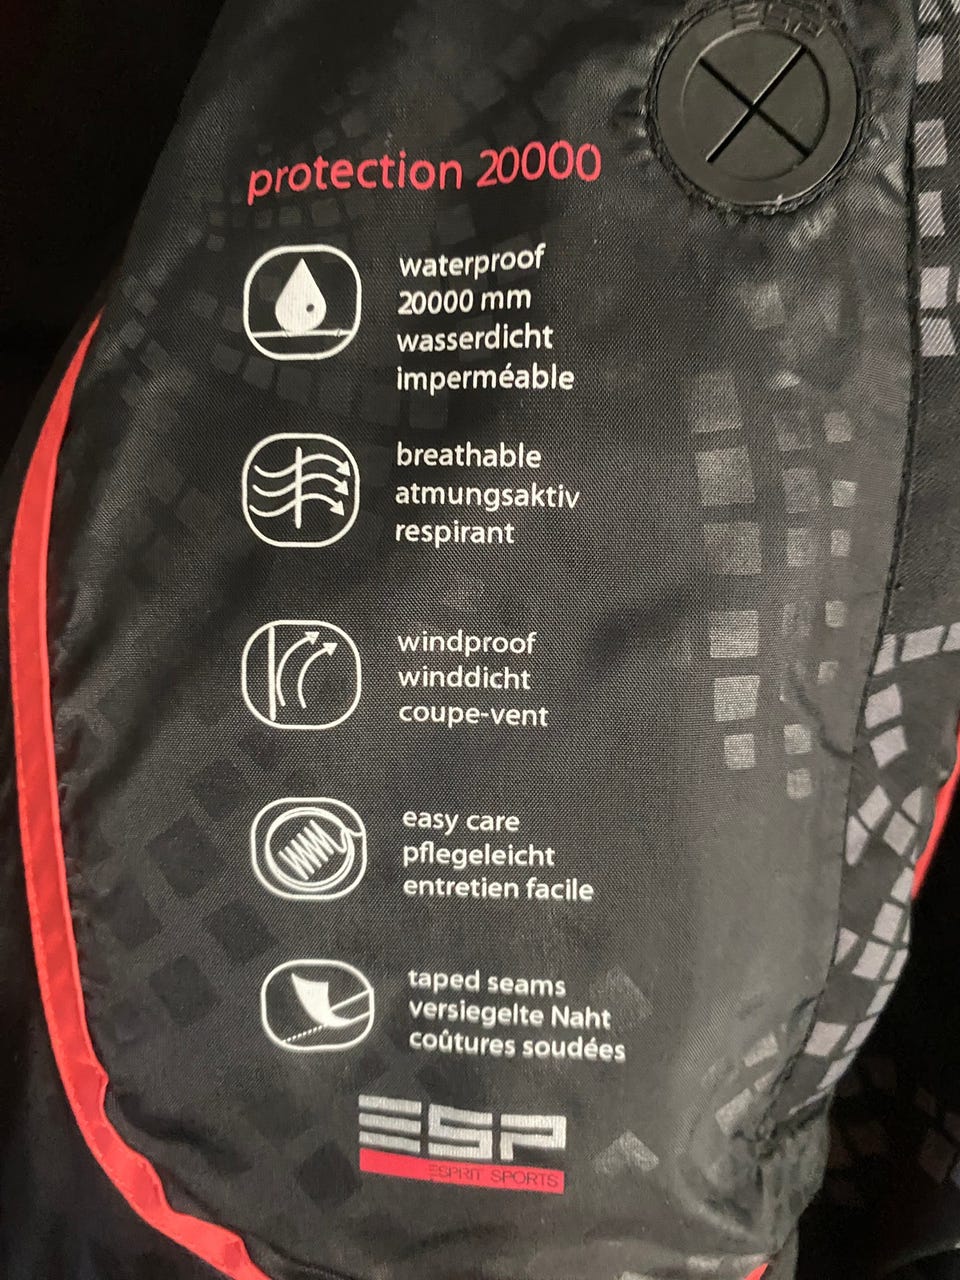 protection 20000
waterproof
20000 mm
wasserdicht
imperméable
breathable
atmungsaktiv
respirant
windproof
winddicht
coupe-vent
easy care
pflegeleicht
entretien facile
taped seams
versiegelte Naht
coûtures soudées
ESP
ESPRIT SPORTS